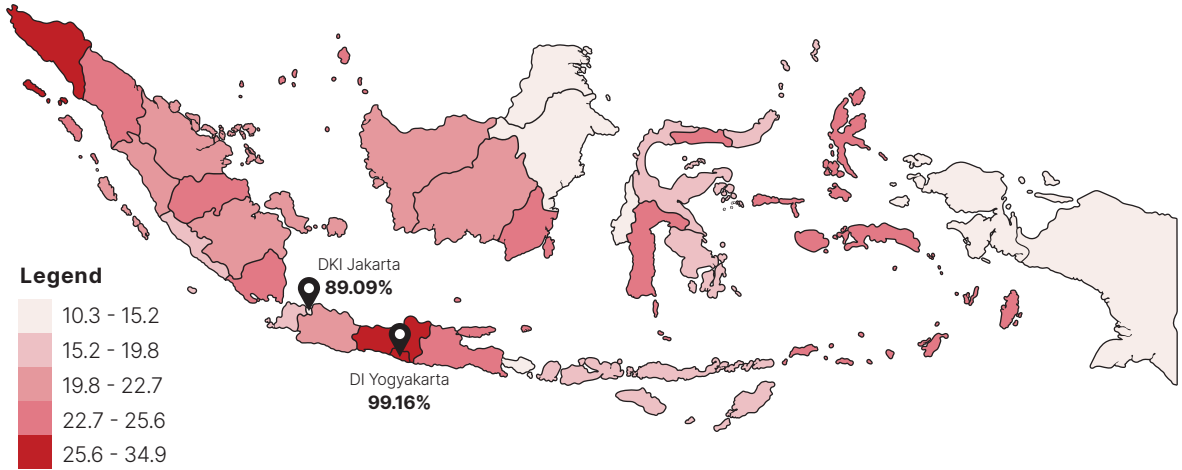 DKI Jakarta
89.09%
Legend
10.3 - 15.2
15.2 - 19.8
19.8 - 22.7
22.7 - 25.6
25.6 - 34.9
DI Yogyakarta
99.16%